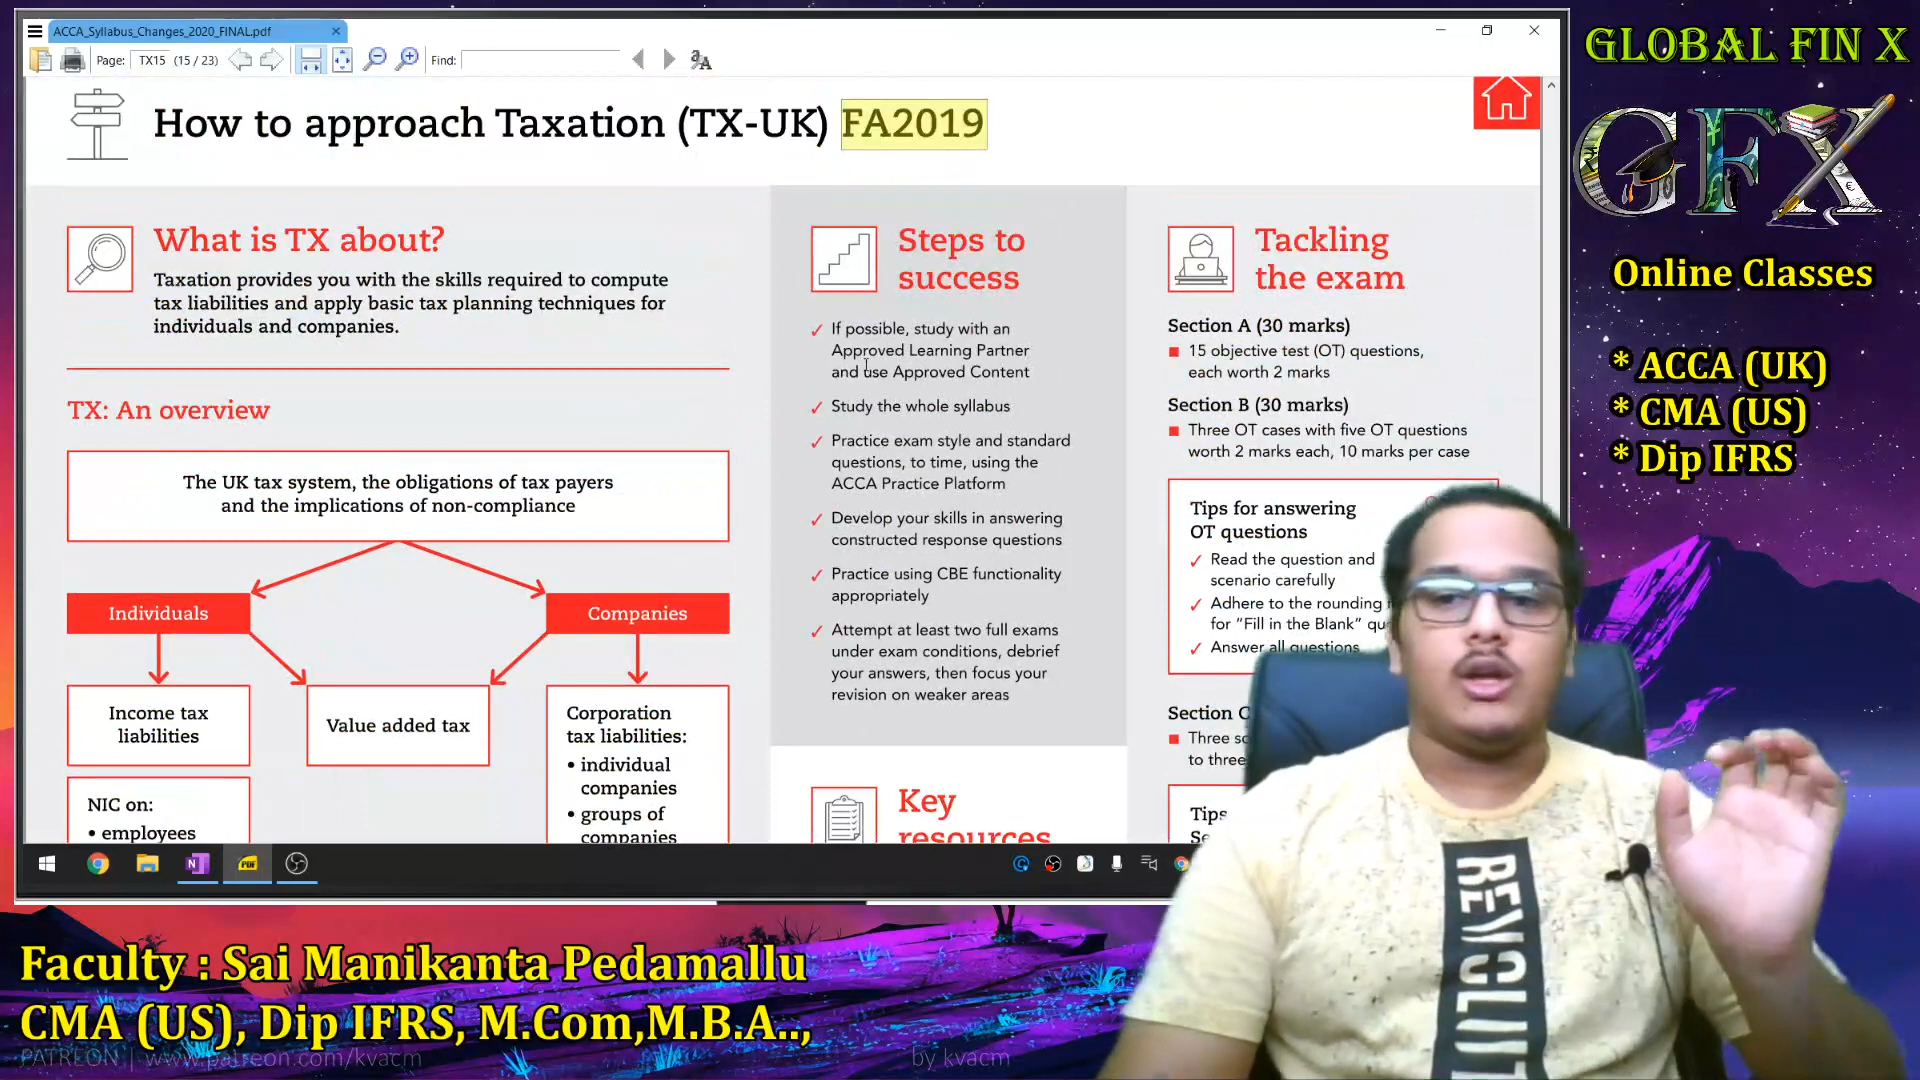 ACCA_Syllabus_Changes_2020_FINAL.pdf
Page: TX15 (15 / 23)
Find:
How to approach Taxation (TX-UK) FA2019
What is TX about?
Taxation provides you with the skills required to compute
tax liabilities and apply basic tax planning techniques for
individuals and companies.
TX: An overview
The UK tax system, the obligations of tax payers
and the implications of non-compliance
Individuals
Companies
Income tax
liabilities
Value added tax
Corporation
tax liabilities:
• individual
companies
• groups of
companies
NIC on:
• employees
Steps to
success
✓ If possible, study with an
Approved Learning Partner
and use Approved Content
✓ Study the whole syllabus
✓ Practice exam style and standard
questions, to time, using the
ACCA Practice Platform
✓ Develop your skills in answering
constructed response questions
✓ Practice using CBE functionality
appropriately
✓ Attempt at least two full exams
under exam conditions, debrief
your answers, then focus your
revision on weaker areas
Key
resources
Tackling
the exam
Section A (30 marks)
15 objective test (OT) questions,
each worth 2 marks
Section B (30 marks)
Three OT cases with five OT questions
worth 2 marks each, 10 marks per case
Tips for answering
OT questions
✓ Read the question and
scenario carefully
✓ Adhere to the rounding
for “Fill in the Blank”
✓ Answer all questions
Section C
Three
to three
Tips
GLOBAL FIN X
GFX
Online Classes
* ACCA (UK)
* CMA (US)
* Dip IFRS
REVCLUT
Faculty : Sai Manikanta Pedamallu
CMA (US), Dip IFRS, M.Com,M.B.A..,
PATREON | www.patreon.com/kvacm
by kvacm